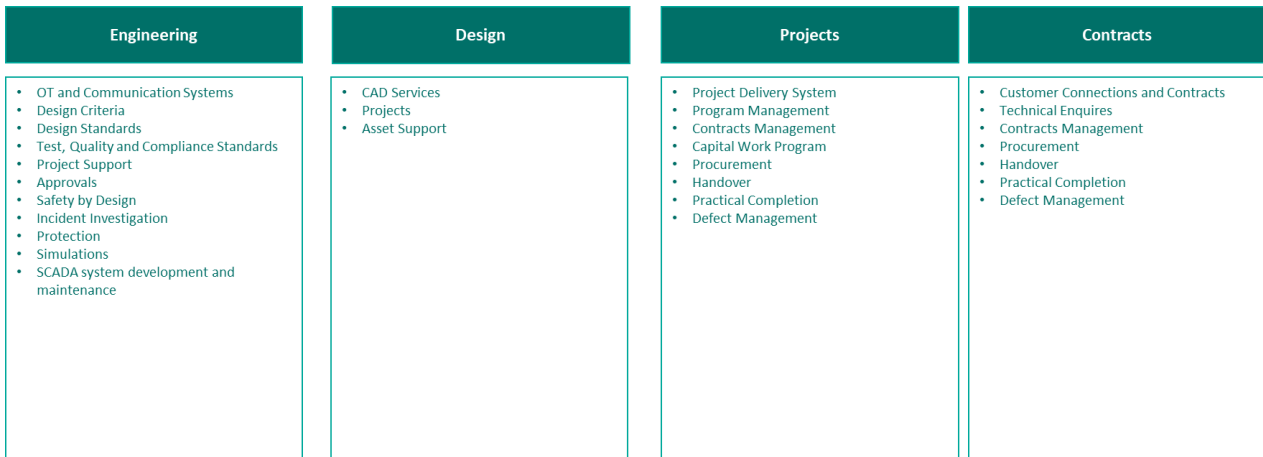 Engineering
OT and Communication Systems
Design Criteria
Design Standards
Test, Quality and Compliance Standards
Project Support
Approvals
Safety by Design
Incident Investigation
Protection
Simulations
SCADA system development and
maintenance
Design
CAD Services
Projects
Asset Support
Projects
Project Delivery System
Program Management
Contracts Management
Capital Work Program
Procurement
Handover
Practical Completion
Defect Management
Contracts
Customer Connections and Contracts
Technical Enquires
Contracts Management
Procurement
Handover
Practical Completion
Defect Management